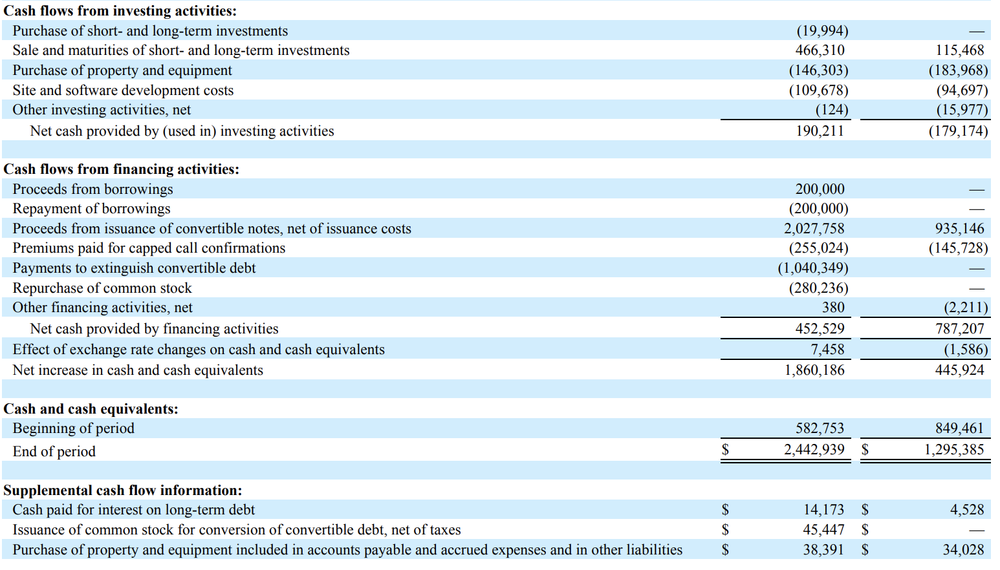 Cash flows from investing activities:
Purchase of short- and long-term investments (19,994) —
Sale and maturities of short- and long-term investments 466,310 115,468
Purchase of property and equipment (146,303) (183,968)
Site and software development costs (109,678) (94,697)
Other investing activities, net (124) (15,977)
Net cash provided by (used in) investing activities 190,211 (179,174)
Cash flows from financing activities:
Proceeds from borrowings 200,000 —
Repayment of borrowings (200,000) —
Proceeds from issuance of convertible notes, net of issuance costs 2,027,758 935,146
Premiums paid for capped call confirmations (255,024) (145,728)
Payments to extinguish convertible debt (1,040,349) —
Repurchase of common stock (280,236) —
Other financing activities, net 380 (2,211)
Net cash provided by financing activities 452,529 787,207
Effect of exchange rate changes on cash and cash equivalents 7,458 (1,586)
Net increase in cash and cash equivalents 1,860,186 445,924
Cash and cash equivalents:
Beginning of period 582,753 849,461
End of period $ 2,442,939 $ 1,295,385
Supplemental cash flow information:
Cash paid for interest on long-term debt $ 14,173 $ 4,528
Issuance of common stock for conversion of convertible debt, net of taxes $ 45,447 $ —
Purchase of property and equipment included in accounts payable and accrued expenses and in other liabilities $ 38,391 $ 34,028